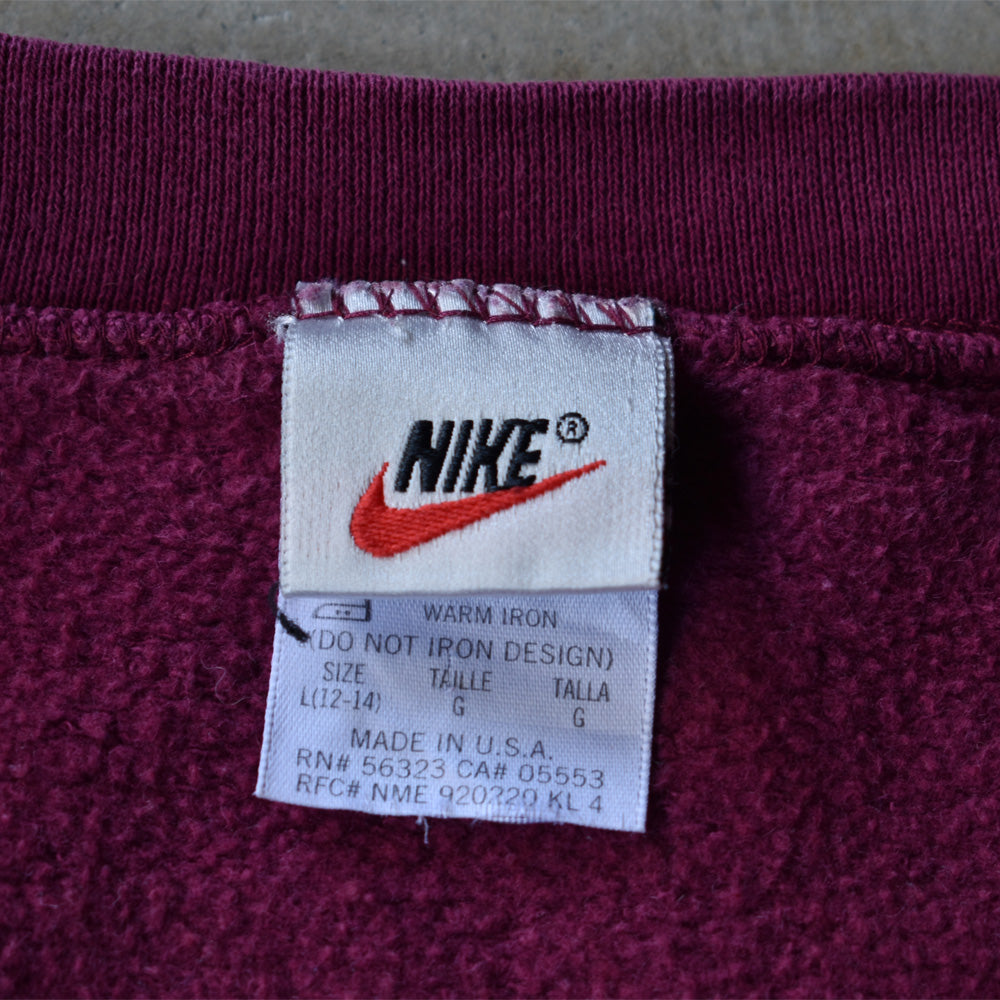 NIKE®
WARM IRON
(DO NOT IRON DESIGN)
SIZE TAILLE TALLA
L(12-14) G G
MADE IN U.S.A.
RN# 56323 CA# 05553
RFC# NME 920220 KL 4